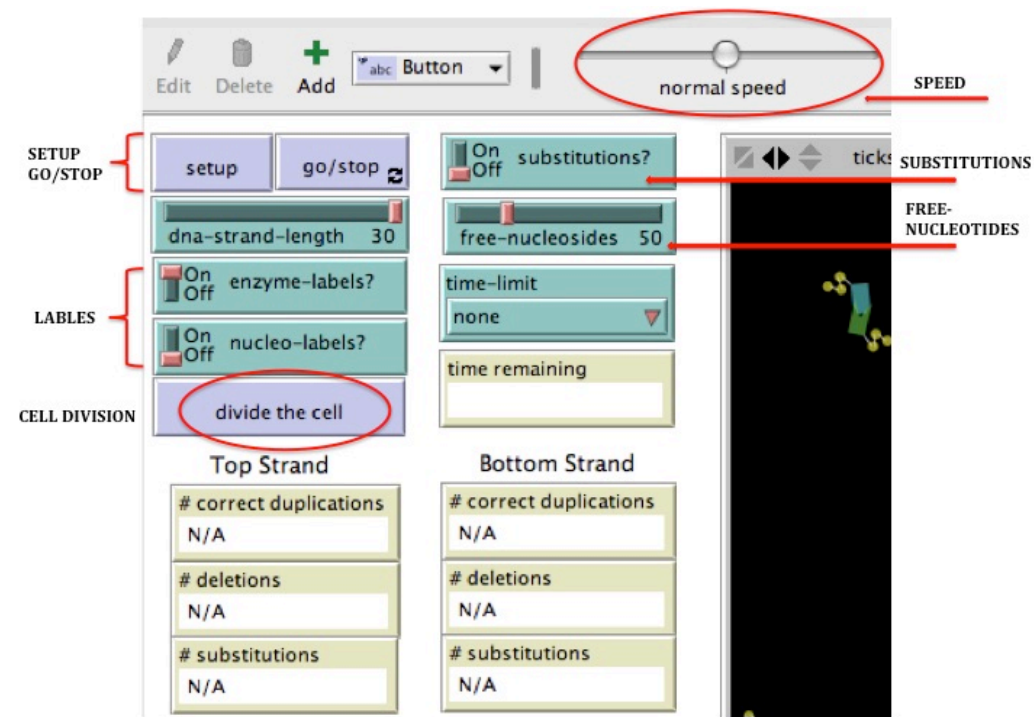 Edit
Delete
Add
abc Button
normal speed
SPEED
SETUP
GO/STOP
setup
go/stop
On
Off
substitutions?
ticks
SUBSTITUTIONS
dna-strand-length 30
free-nucleosides 50
FREE-
NUCLEOTIDES
LABLES
On
Off
enzyme-labels?
time-limit
none
On
Off
nucleo-labels?
time remaining
CELL DIVISION
divide the cell
Top Strand
Bottom Strand
# correct duplications
N/A
# correct duplications
N/A
# deletions
N/A
# deletions
N/A
# substitutions
N/A
# substitutions
N/A